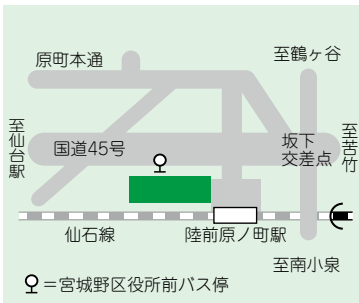 原町本通
至鶴ヶ谷
至仙台駅
国道45号
坂下
交差点
至苦竹
仙石線
陸前原ノ町駅
至南小泉
=宮城野区役所前バス停